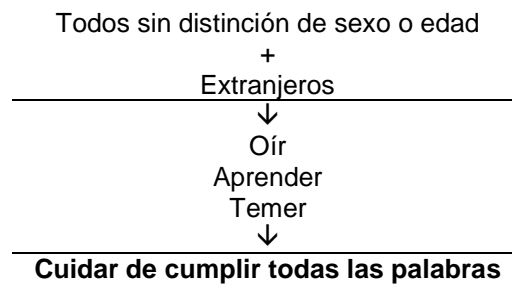 Todos sin distinción de sexo o edad
+
Extranjeros
↓
Oír
Aprender
Temer
↓
Cuidar de cumplir todas las palabras